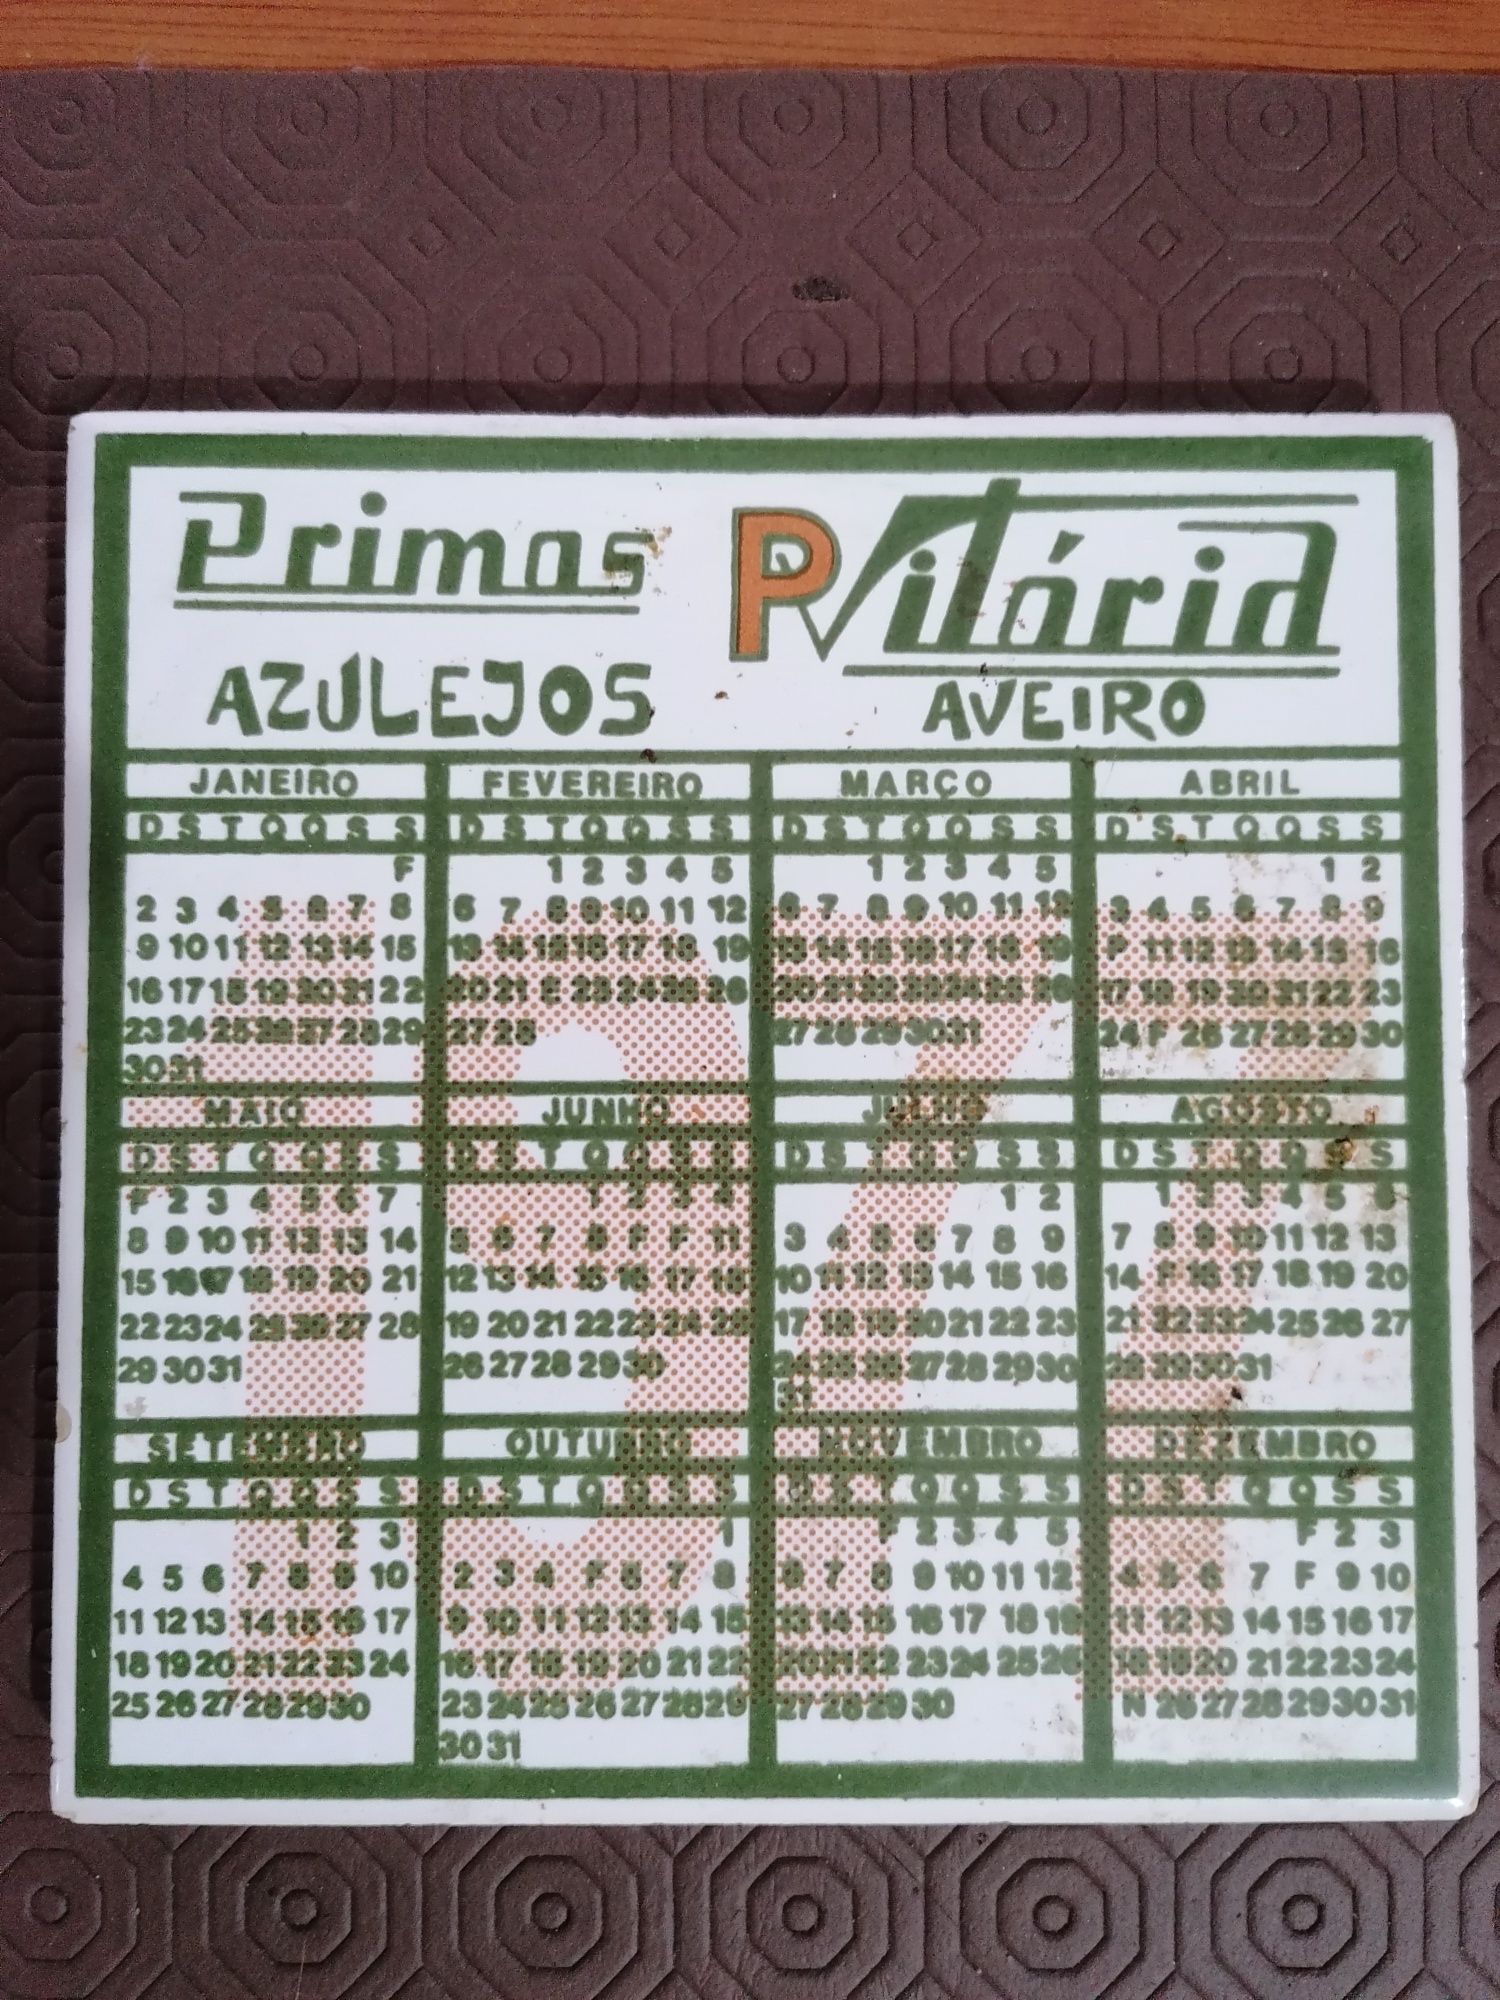 Primas PV Vitória
AZULEJOS AVEIRO
1977
JANEIRO
D S T Q Q S S
F
2 3 4 5 6 7 8
9 10 11 12 13 14 15
16 17 18 19 20 21 22
23 24 25 26 27 28 29
30 31
FEVEREIRO
D S T Q Q S S
1 2 3 4 5
6 7 8 9 10 11 12
13 14 15 16 17 18 19
20 21 E 23 24 25 26
27 28
MARÇO
D S T Q Q S S
1 2 3 4 5
6 7 8 9 10 11 12
13 14 15 16 17 18 19
20 21 22 23 24 25 26
27 28 29 30 31
ABRIL
D S T Q Q S S
1 2
3 4 5 6 7 8 9
P 11 12 13 14 15 16
17 18 19 20 21 22 23
24 F 26 27 28 29 30
MAIO
D S T Q Q S S
F 2 3 4 5 6 7
8 9 10 11 12 13 14
15 16 17 18 19 20 21
22 23 24 25 26 27 28
29 30 31
JUNHO
D S T Q Q S S
1 2 3 4
5 6 7 8 F F 11
12 13 14 15 16 17 18
19 20 21 22 23 24 25
26 27 28 29 30
JULHO
D S T Q Q S S
1 2
3 4 5 6 7 8 9
10 11 12 13 14 15 16
17 18 19 20 21 22 23
24 25 26 27 28 29 30
31
AGOSTO
D S T Q Q S S
1 2 3 4 5 6
7 8 9 10 11 12 13
14 F 16 17 18 19 20
21 22 23 24 25 26 27
28 29 30 31
SETEMBRO
D S T Q Q S S
1 2 3
4 5 6 7 8 9 10
11 12 13 14 15 16 17
18 19 20 21 22 23 24
25 26 27 28 29 30
OUTUBRO
D S T Q Q S S
1
2 3 4 F 6 7 8
9 10 11 12 13 14 15
16 17 18 19 20 21 22
23 24 25 26 27 28 29
30 31
NOVEMBRO
D S T Q Q S S
F 2 3 4 5
6 7 8 9 10 11 12
13 14 15 16 17 18 19
20 21 22 23 24 25 26
27 28 29 30
DEZEMBRO
D S T Q Q S S
F 2 3
4 5 6 7 F 9 10
11 12 13 14 15 16 17
18 19 20 21 22 23 24
N 26 27 28 29 30 31